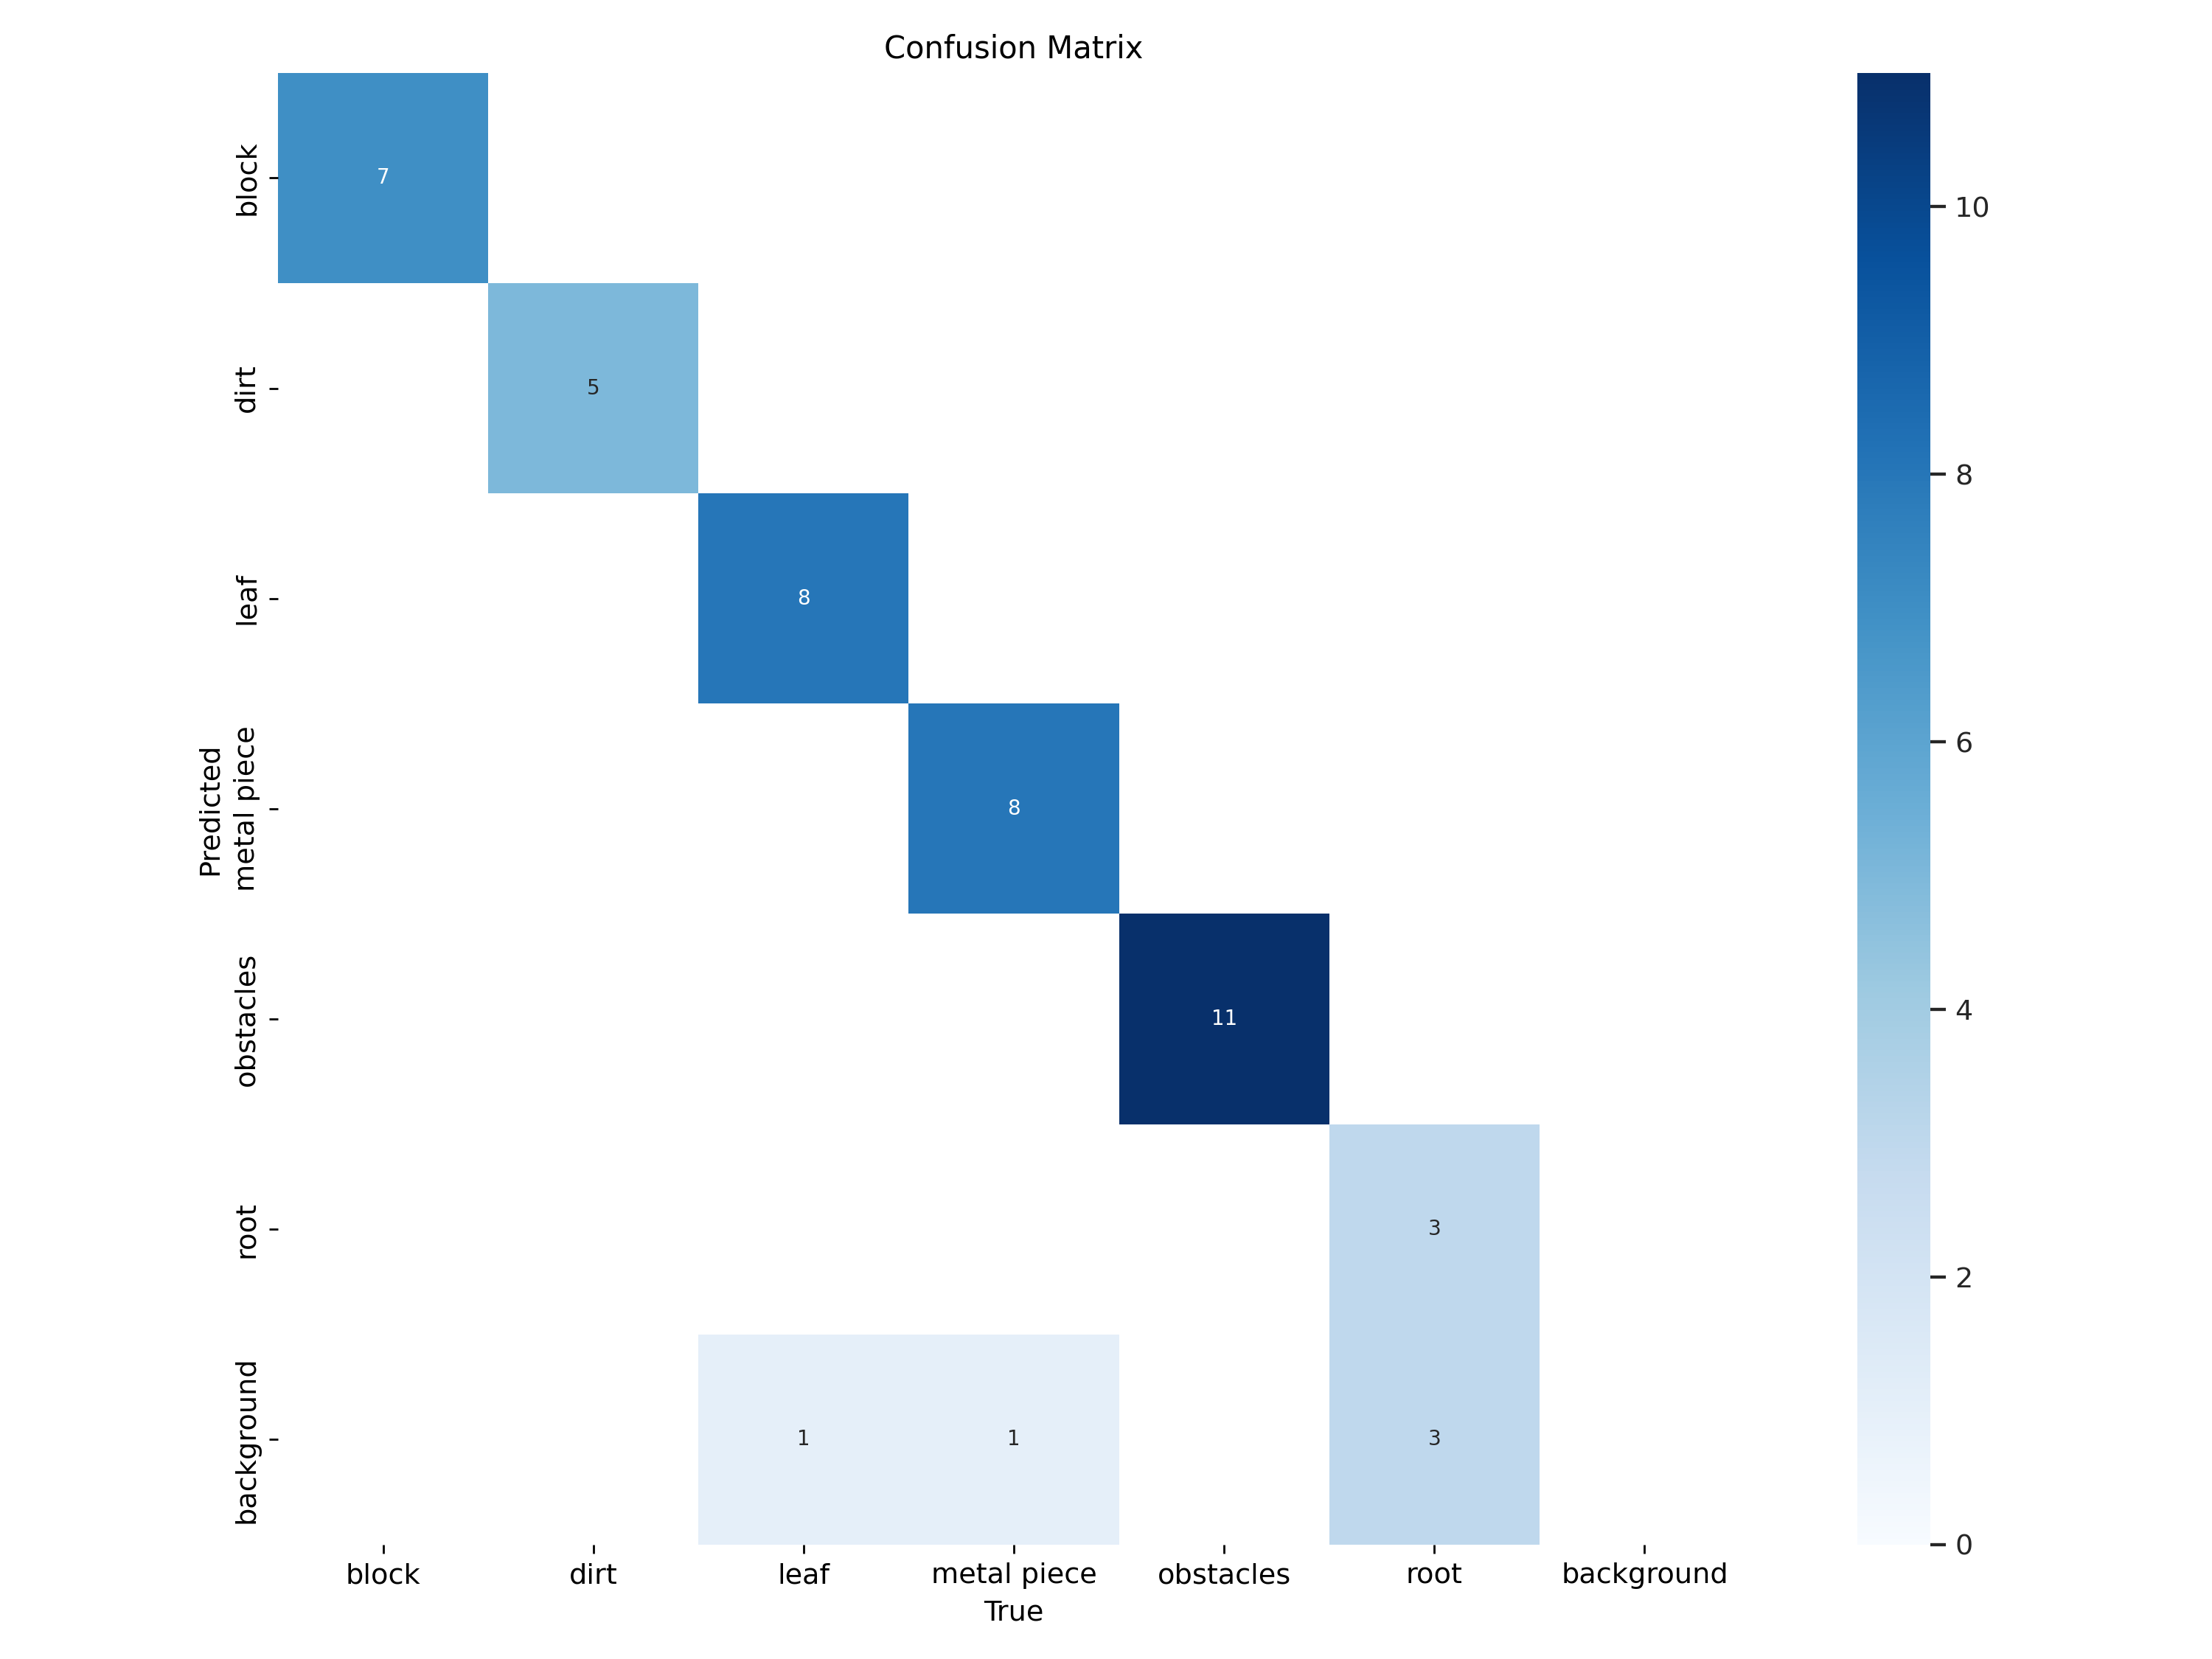 Confusion Matrix
block
dirt
leaf
metal piece
obstacles
root
background
Predicted
7
5
8
8
11
3
1 1 3
block dirt leaf metal piece obstacles root background
True
10
8
6
4
2
0